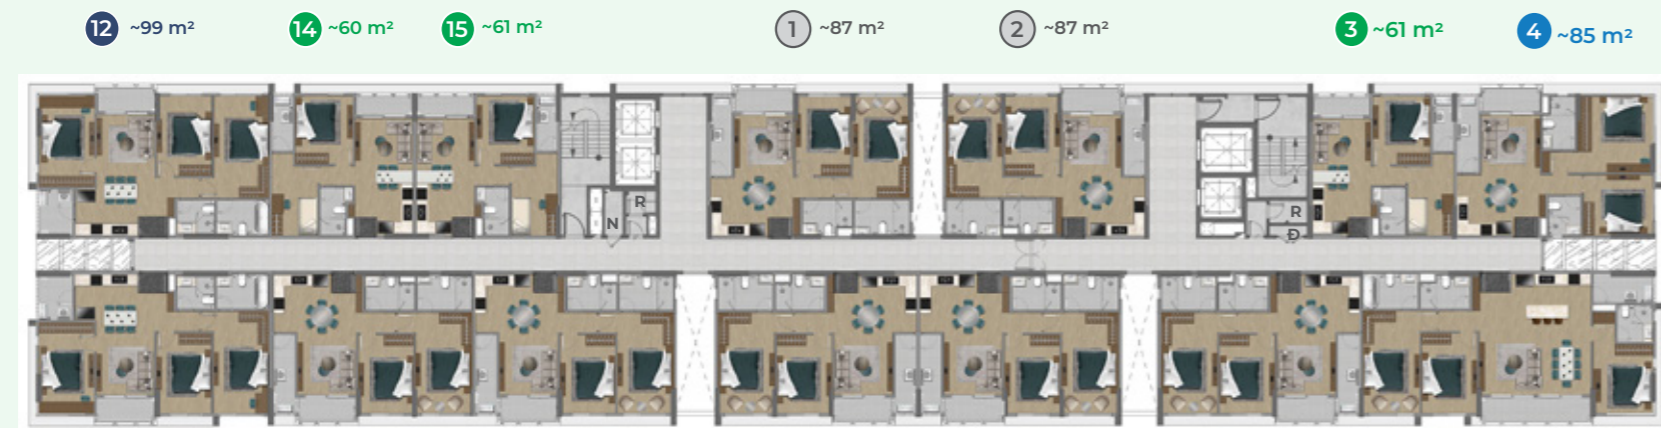 12 ~99 m²
14 ~60 m²
15 ~61 m²
1 ~87 m²
2 ~87 m²
3 ~61 m²
4 ~85 m²
R
N
R
Đ